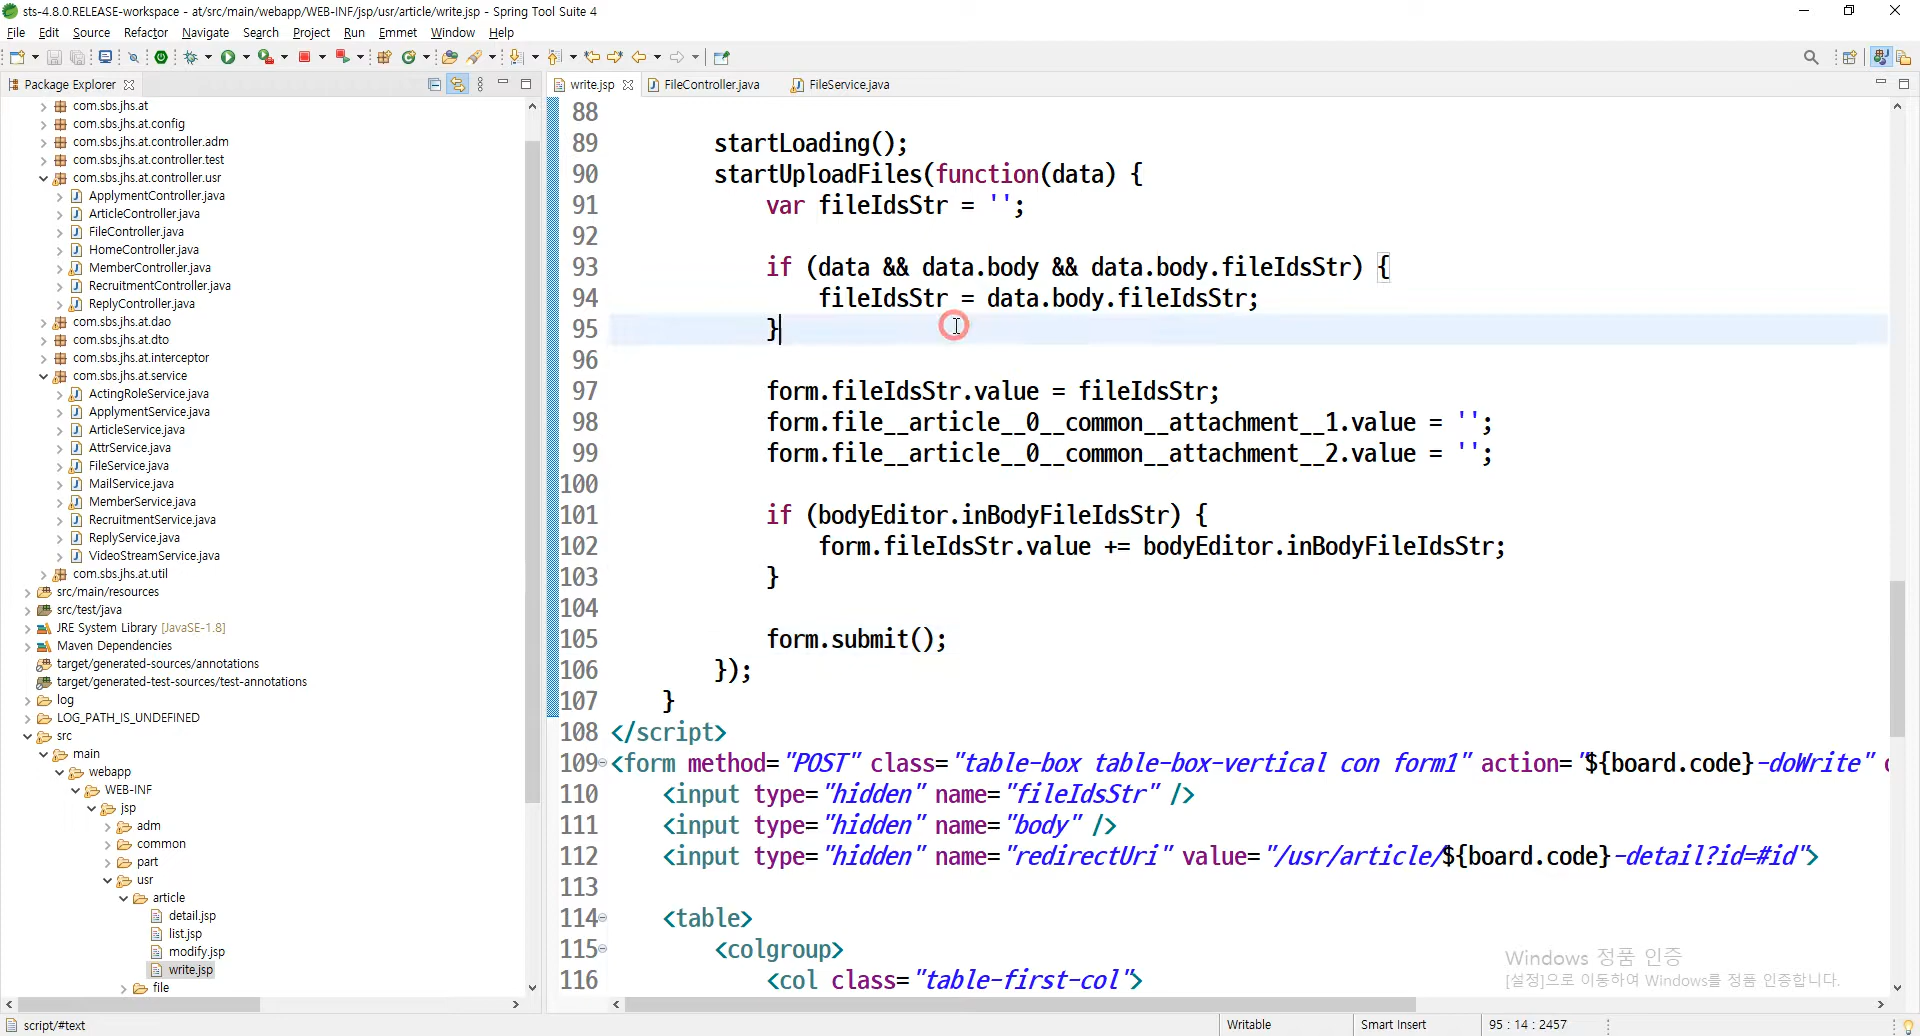 sts-4.8.0.RELEASE-workspace - at/src/main/webapp/WEB-INF/jsp/usr/article/write.jsp - Spring Tool Suite 4
File Edit Source Refactor Navigate Search Project Run Emmet Window Help
Package Explorer
write.jsp FileController.java FileService.java
com.sbs.jhs.at
com.sbs.jhs.at.config
com.sbs.jhs.at.controller.adm
com.sbs.jhs.at.controller.test
com.sbs.jhs.at.controller.usr
ApplymentController.java
ArticleController.java
FileController.java
HomeController.java
MemberController.java
RecruitmentController.java
ReplyController.java
com.sbs.jhs.at.dao
com.sbs.jhs.at.dto
com.sbs.jhs.at.interceptor
com.sbs.jhs.at.service
ActingRoleService.java
ApplymentService.java
ArticleService.java
AttrService.java
FileService.java
MailService.java
MemberService.java
RecruitmentService.java
ReplyService.java
VideoStreamService.java
com.sbs.jhs.at.util
src/main/resources
src/test/java
JRE System Library [JavaSE-1.8]
Maven Dependencies
target/generated-sources/annotations
target/generated-test-sources/test-annotations
log
LOG_PATH_IS_UNDEFINED
src
main
webapp
WEB-INF
jsp
adm
common
part
usr
article
detail.jsp
list.jsp
modify.jsp
write.jsp
file
88
89 startLoading();
90 startUploadFiles(function(data) {
91 var fileIdsStr = '';
92
93 if (data && data.body && data.body.fileIdsStr) {
94 fileIdsStr = data.body.fileIdsStr;
95 }
96
97 form.fileIdsStr.value = fileIdsStr;
98 form.file__article__0__common__attachment__1.value = '';
99 form.file__article__0__common__attachment__2.value = '';
100
101 if (bodyEditor.inBodyFileIdsStr) {
102 form.fileIdsStr.value += bodyEditor.inBodyFileIdsStr;
103 }
104
105 form.submit();
106 });
107 }
108 </script>
109 <form method="POST" class="table-box table-box-vertical con form1" action="${board.code}-doWrite"
110 <input type="hidden" name="fileIdsStr" />
111 <input type="hidden" name="body" />
112 <input type="hidden" name="redirectUri" value="/usr/article/${board.code}-detail?id=#id">
113
114 <table>
115 <colgroup>
116 <col class="table-first-col">
Windows 정품 인증
[설정]으로 이동하여 Windows를 정품 인증합니다.
script/#text Writable Smart Insert 95 : 14 : 2457